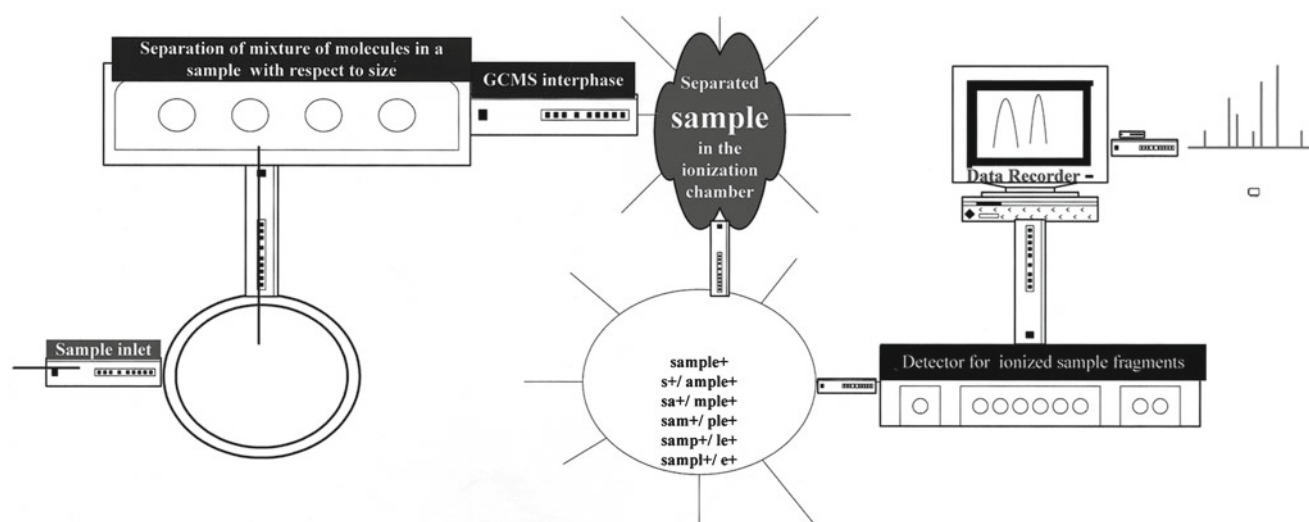 Separation of mixture of molecules in a
sample with respect to size
GCMS interphase
Separated
sample
in the
ionization
chamber
Data Recorder -
Sample inlet
sample+
s+/ ample+
sa+/ mple+
sam+/ ple+
samp+/ le+
sampl+/ e+
Detector for ionized sample fragments